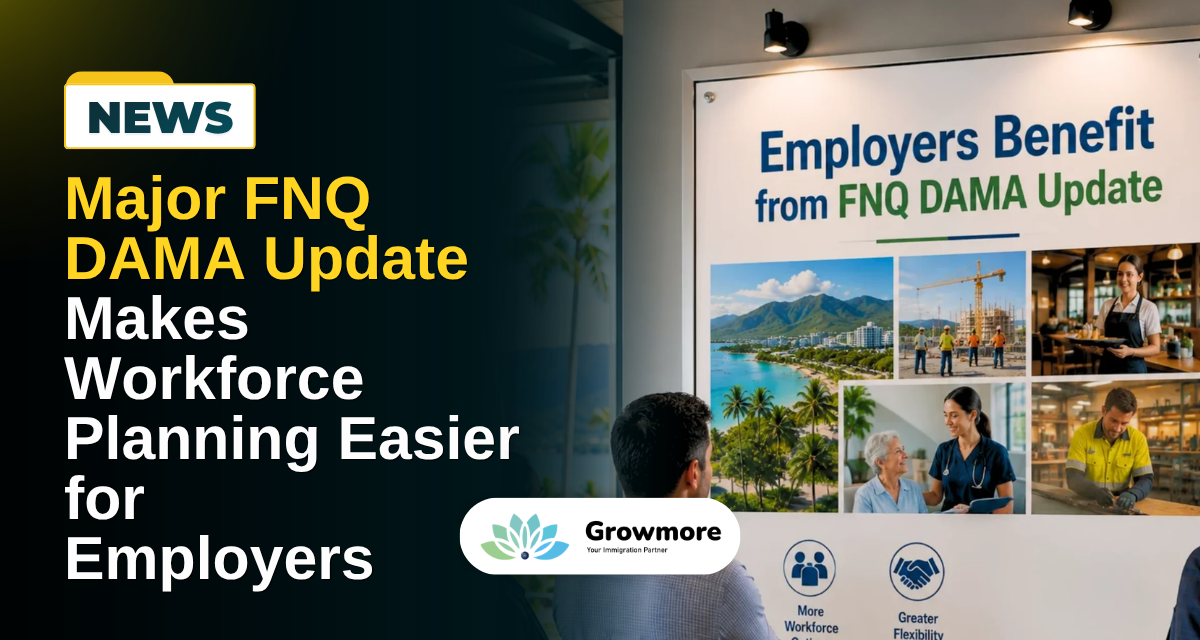 NEWS
Major FNQ
DAMA Update
Makes
Workforce
Planning Easier
for
Employers
Growmore
Your Immigration Partner
Employers Benefit
from FNQ DAMA Update
More
Workforce
Greater
Flexibility